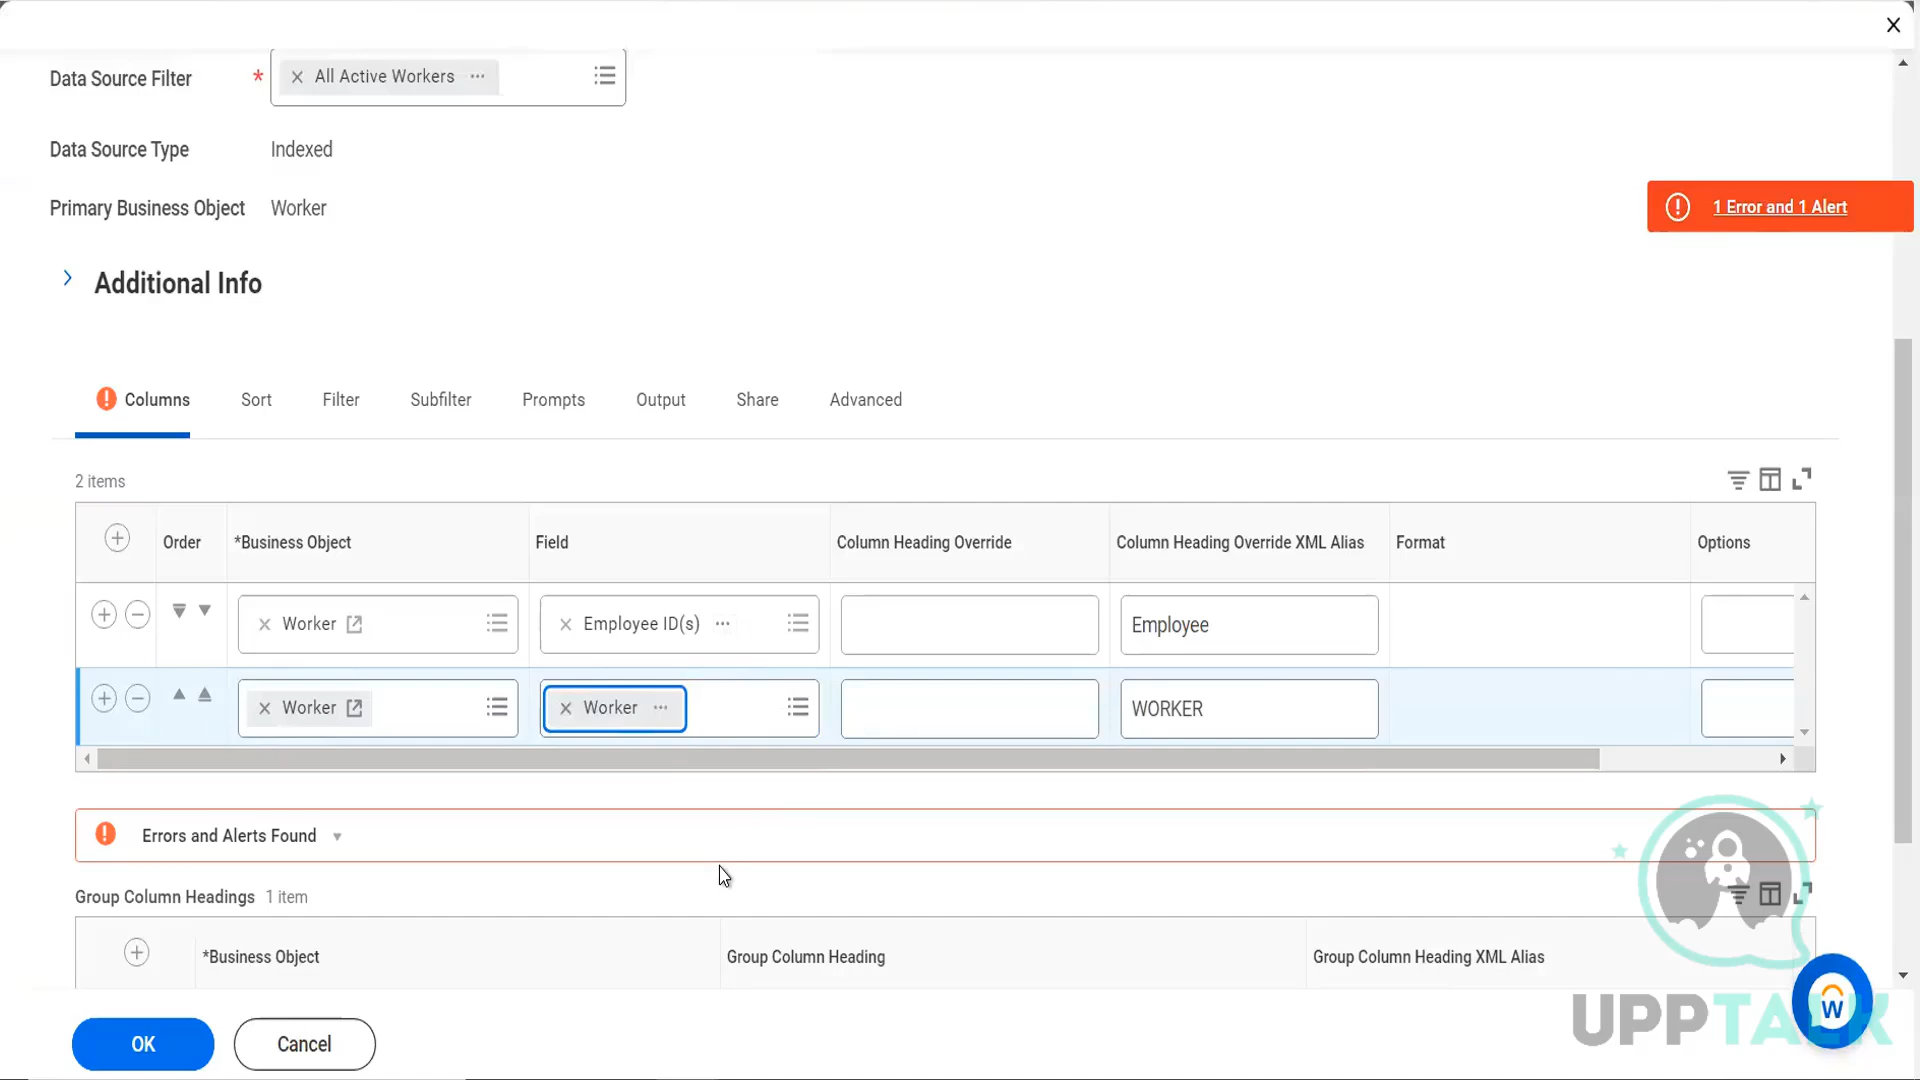 Data Source Filter * All Active Workers
Data Source Type Indexed
Primary Business Object Worker
1 Error and 1 Alert
Additional Info
Columns Sort Filter Subfilter Prompts Output Share Advanced
2 items
Order *Business Object Field Column Heading Override Column Heading Override XML Alias Format Options
Worker Employee ID(s) Employee
Worker Worker WORKER
Errors and Alerts Found
Group Column Headings 1 item
*Business Object Group Column Heading Group Column Heading XML Alias
OK Cancel
UPPTALK
W